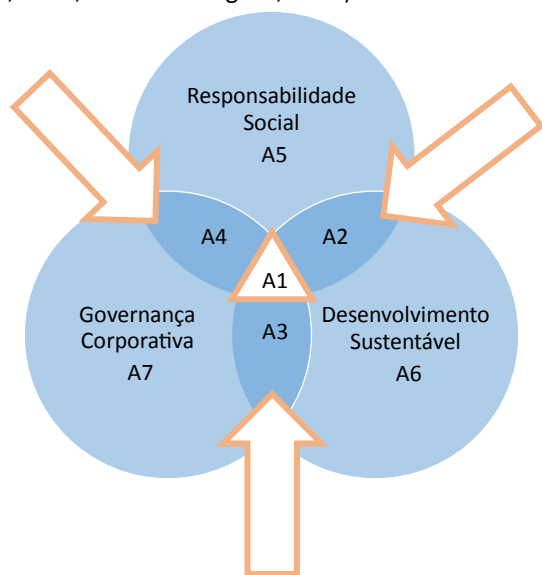 Responsabilidade
Social
A5
A4
A2
A1
Governança
Corporativa
A7
A3
Desenvolvimento
Sustentável
A6